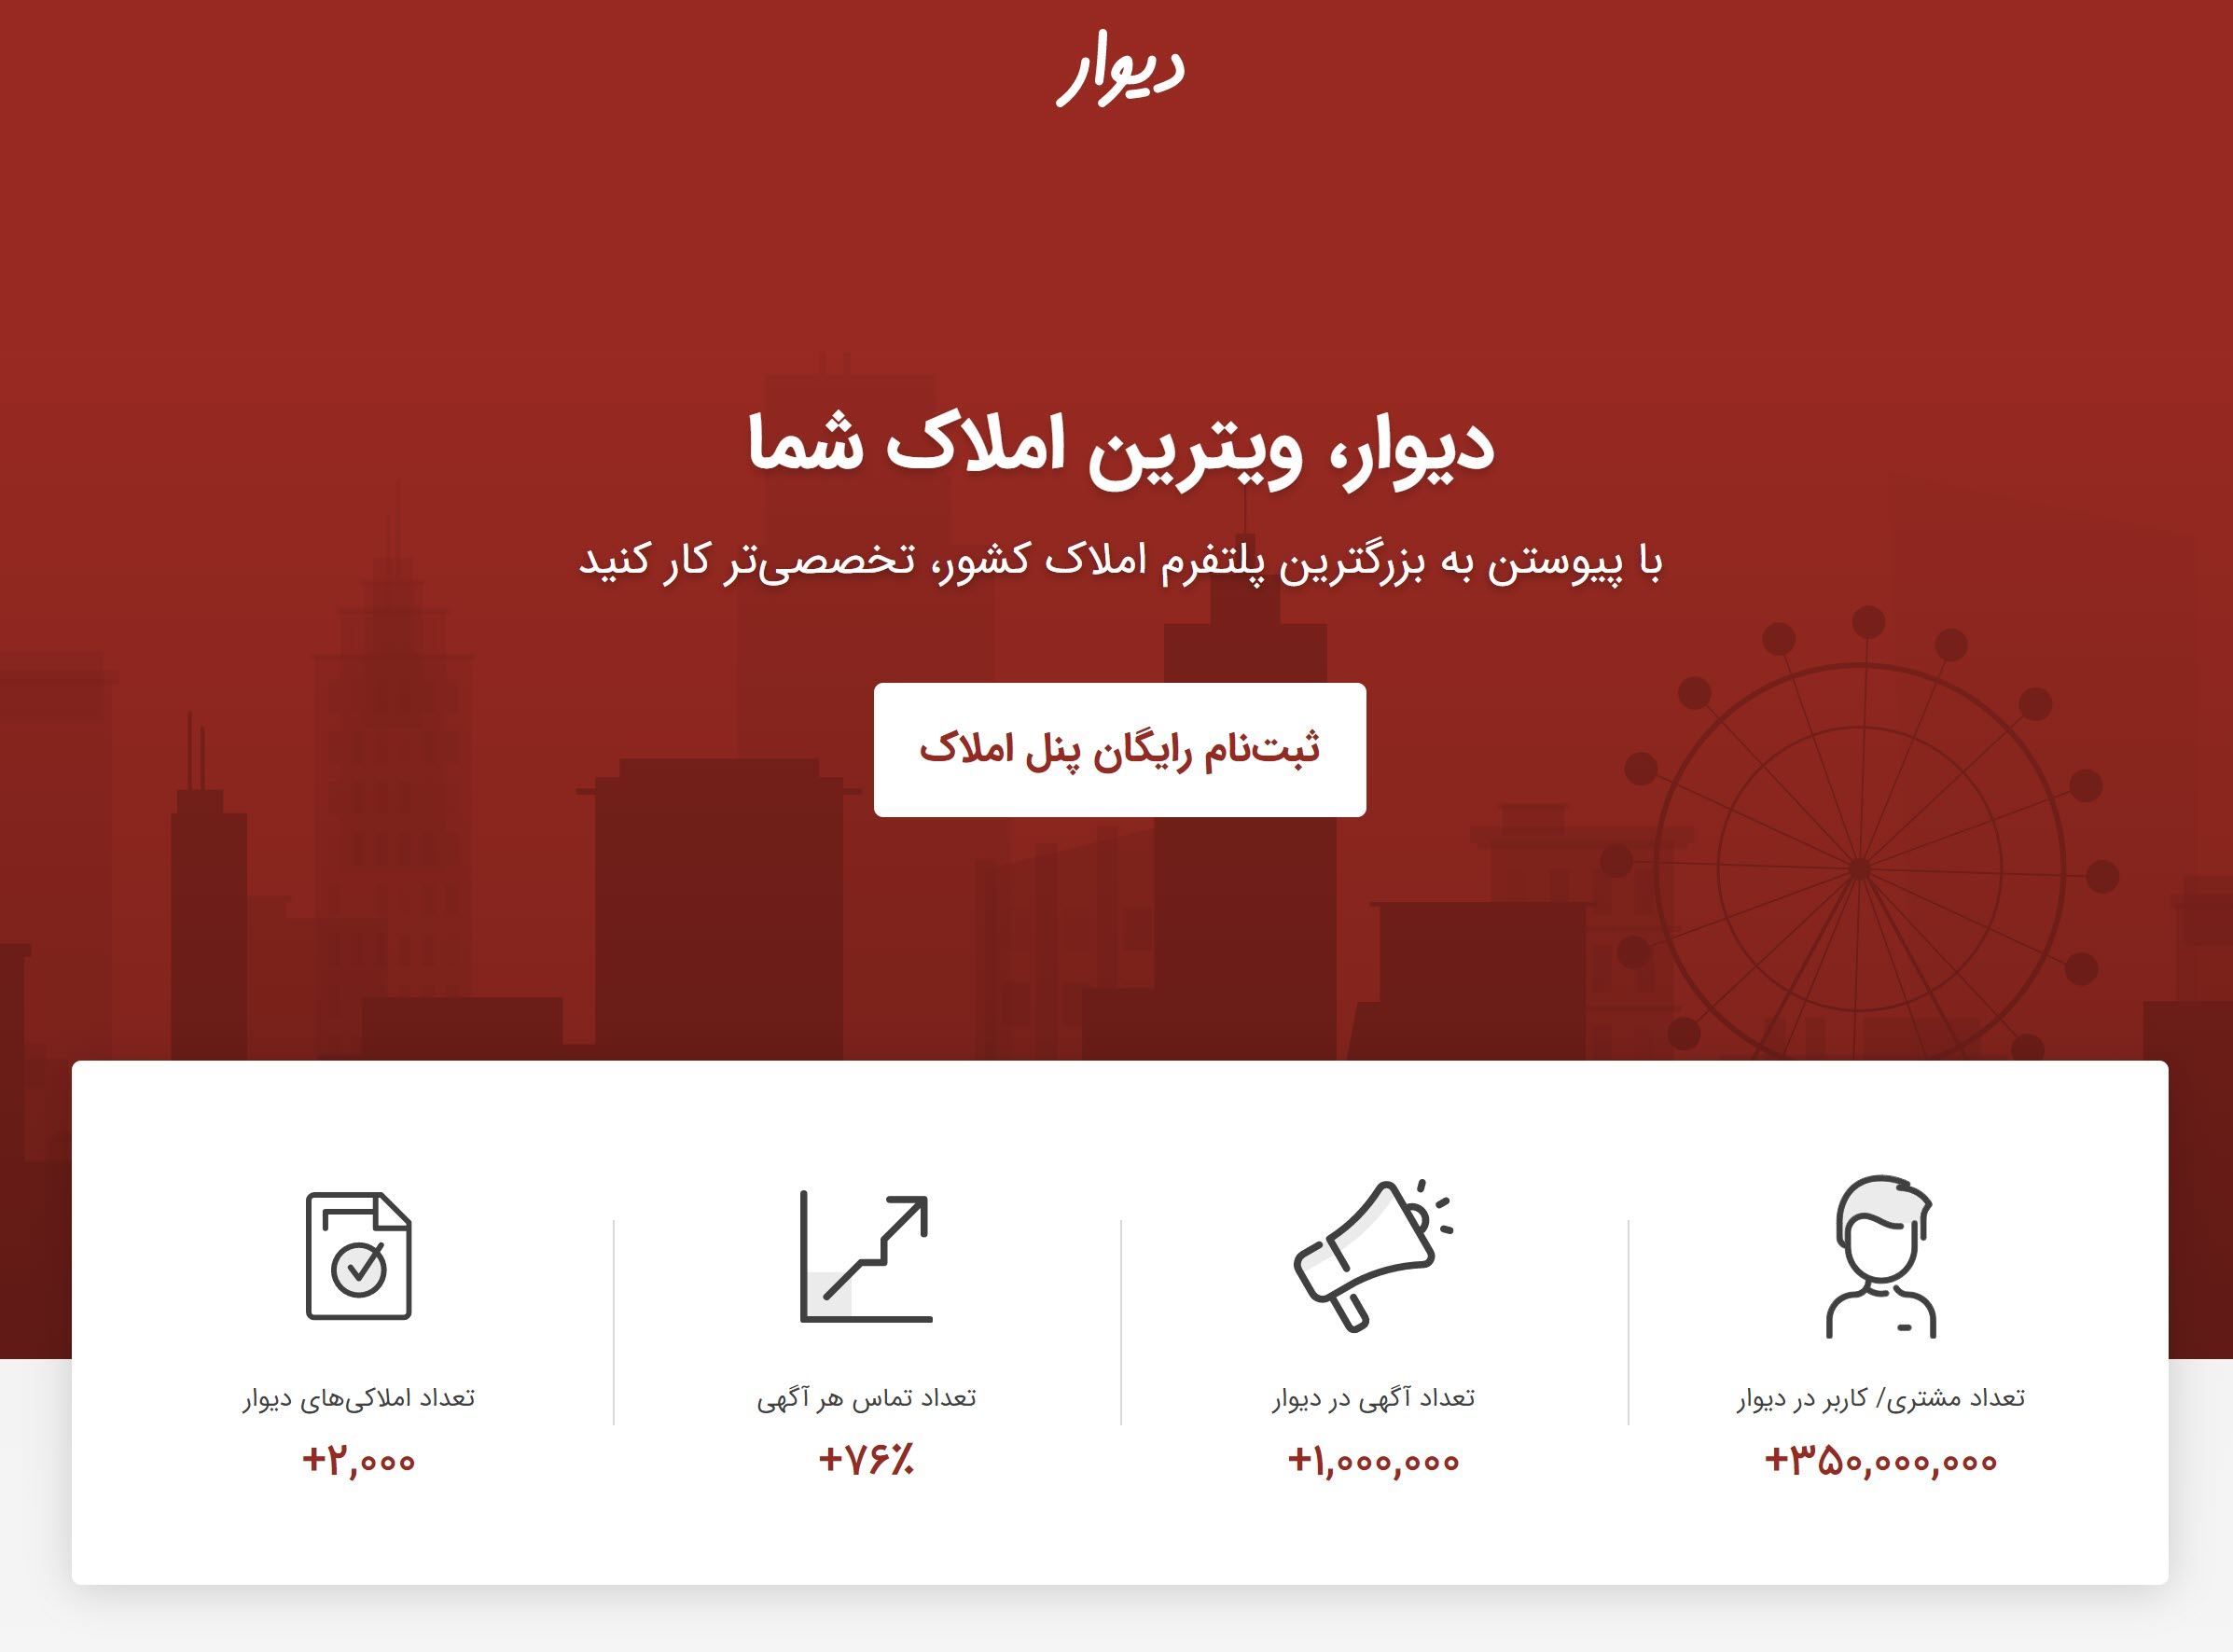 دیوار
دیوار، ویترین املاک شما
با پیوستن به بزرگترین پلتفرم املاک کشور، تخصصی‌تر کار کنید
ثبت‌نام رایگان پنل املاک
تعداد مشتری/ کاربر در دیوار
+۳۵۰,۰۰۰,۰۰۰
تعداد آگهی در دیوار
+۱,۰۰۰,۰۰۰
تعداد تماس هر آگهی
+۷۶٪
تعداد املاکی‌های دیوار
+۲,۰۰۰